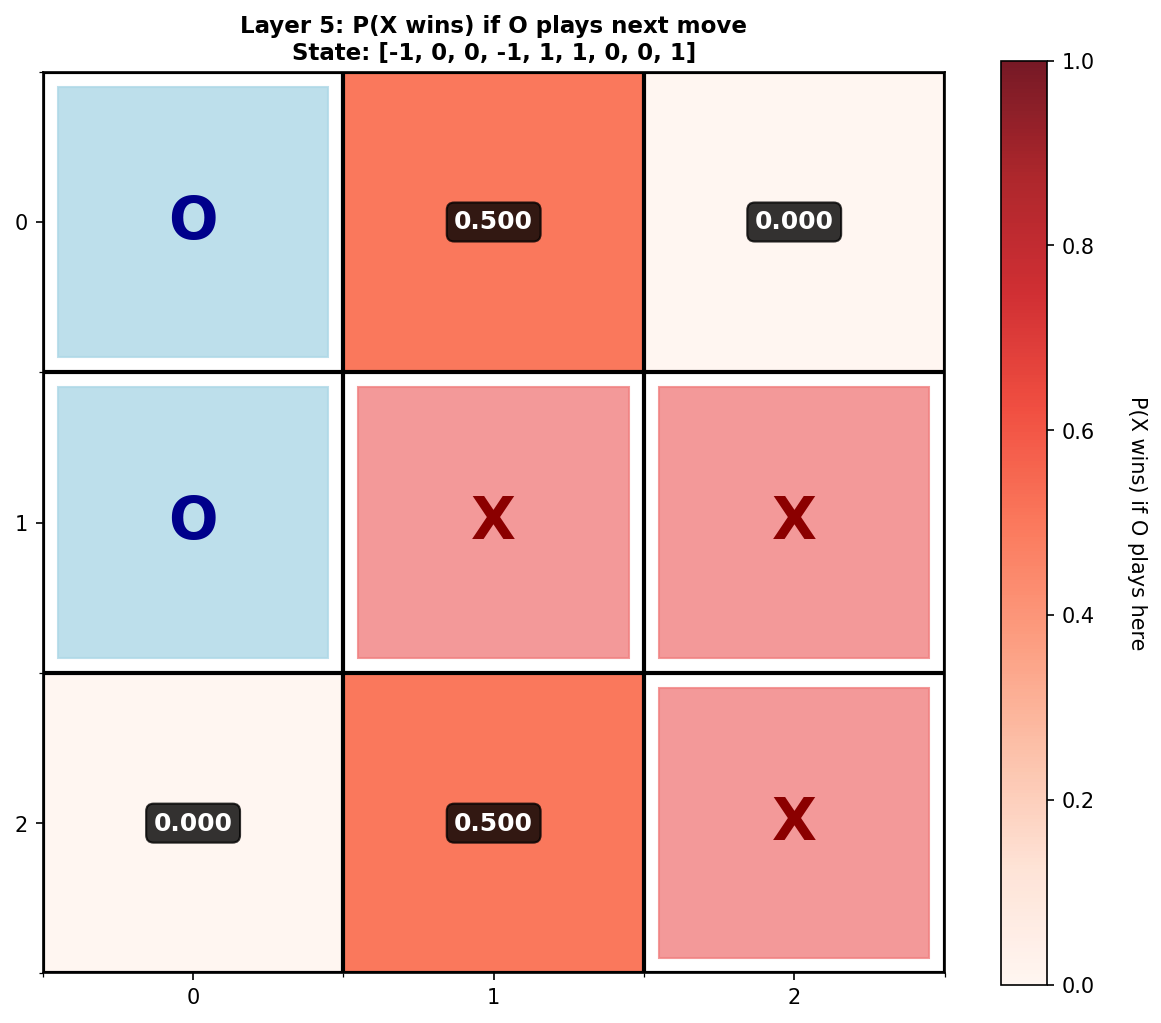 Layer 5: P(X wins) if O plays next move
State: [-1, 0, 0, -1, 1, 1, 0, 0, 1]
0
O
0.500
0.000
1
O
X
X
2
0.000
0.500
X
0
1
2
1.0
0.8
0.6
0.4
0.2
0.0
P(X wins) if O plays here